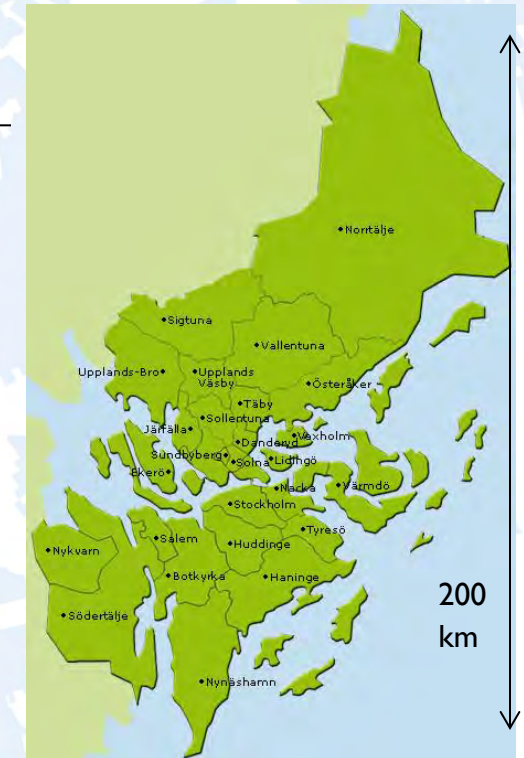 Norrtälje
Sigtuna
Vallentuna
Upplands-Bro
Upplands
Väsby
Österåker
Täby
Sollentuna
Järfälla
Vaxholm
Danderyd
Sundbyberg
Solna
Lidingö
Ekerö
Nacka
Värmdö
Stockholm
Tyresö
Salem
Huddinge
Nykvarn
Botkyrka
Haninge
200
km
Södertälje
Nynäshamn